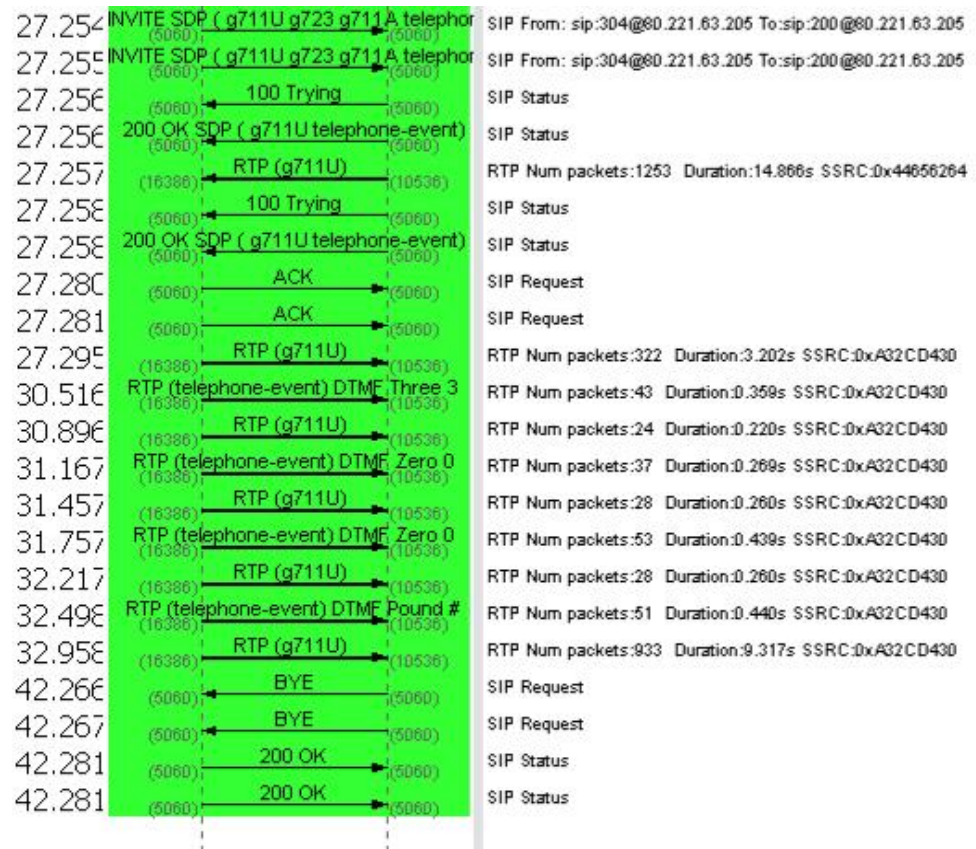 27.254 INVITE SDP ( g711U g723 g711A telephor SIP From: sip:304@80.221.63.205 To:sip:200@80.221.63.205
(5060) (5060)
27.255 INVITE SDP ( g711U g723 g711A telephor SIP From: sip:304@80.221.63.205 To:sip:200@80.221.63.205
(5060) (5060)
27.256 100 Trying SIP Status
(5060) (5060)
27.256 200 OK SDP ( g711U telephone-event) SIP Status
(5060) (5060)
27.257 RTP (g711U) RTP Num packets:1253 Duration:14.866s SSRC:0x44656264
(16386) (10536)
27.258 100 Trying SIP Status
(5060) (5060)
27.258 200 OK SDP ( g711U telephone-event) SIP Status
(5060) (5060)
27.280 ACK SIP Request
(5060) (5060)
27.281 ACK SIP Request
(5060) (5060)
27.295 RTP (g711U) RTP Num packets:322 Duration:3.202s SSRC:0xA32CD430
(16386) (10536)
30.516 RTP (telephone-event) DTMF Three 3 RTP Num packets:43 Duration:0.359s SSRC:0xA32CD430
(16386) (10536)
30.896 RTP (g711U) RTP Num packets:24 Duration:0.220s SSRC:0xA32CD430
(16386) (10536)
31.167 RTP (telephone-event) DTMF Zero 0 RTP Num packets:37 Duration:0.269s SSRC:0xA32CD430
(16386) (10536)
31.457 RTP (g711U) RTP Num packets:28 Duration:0.260s SSRC:0xA32CD430
(16386) (10536)
31.757 RTP (telephone-event) DTMF Zero 0 RTP Num packets:53 Duration:0.439s SSRC:0xA32CD430
(16386) (10536)
32.217 RTP (g711U) RTP Num packets:28 Duration:0.260s SSRC:0xA32CD430
(16386) (10536)
32.498 RTP (telephone-event) DTMF Pound # RTP Num packets:51 Duration:0.440s SSRC:0xA32CD430
(16386) (10536)
32.958 RTP (g711U) RTP Num packets:933 Duration:9.317s SSRC:0xA32CD430
(16386) (10536)
42.266 BYE SIP Request
(5060) (5060)
42.267 BYE SIP Request
(5060) (5060)
42.281 200 OK SIP Status
(5060) (5060)
42.281 200 OK SIP Status
(5060) (5060)